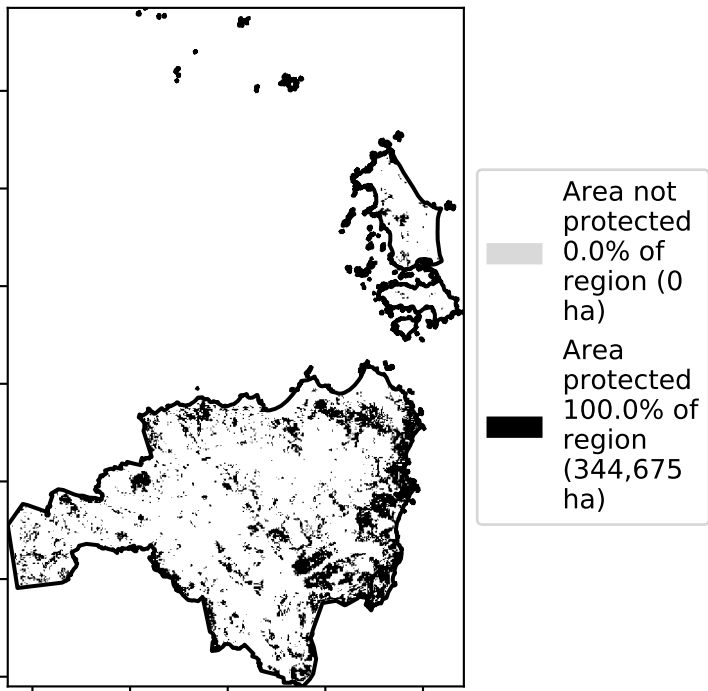 Area not
protected
0.0% of
region (0
ha)
Area
protected
100.0% of
region
(344,675
ha)